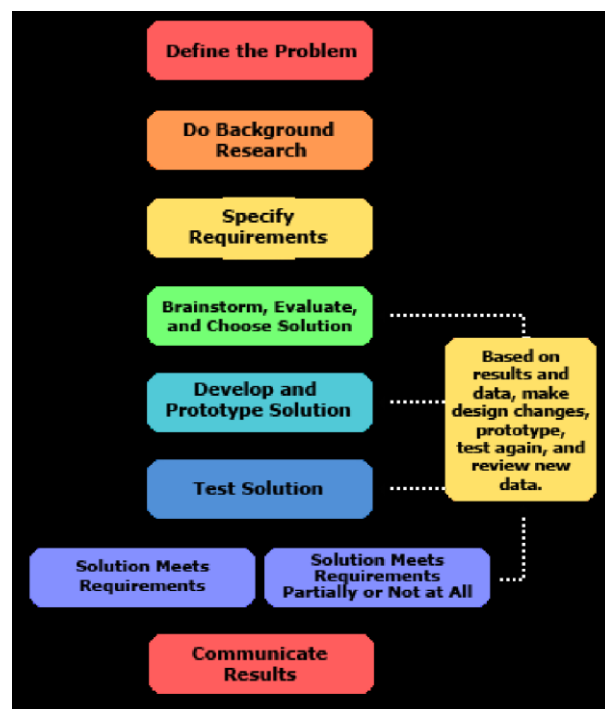 Define the Problem
Do Background
Research
Specify
Requirements
Brainstorm, Evaluate,
and Choose Solution
Based on
results and
data, make
design changes,
prototype,
test again, and
review new
data.
Develop and
Prototype Solution
Test Solution
Solution Meets
Requirements
Solution Meets
Requirements
Partially or Not at All
Communicate
Results